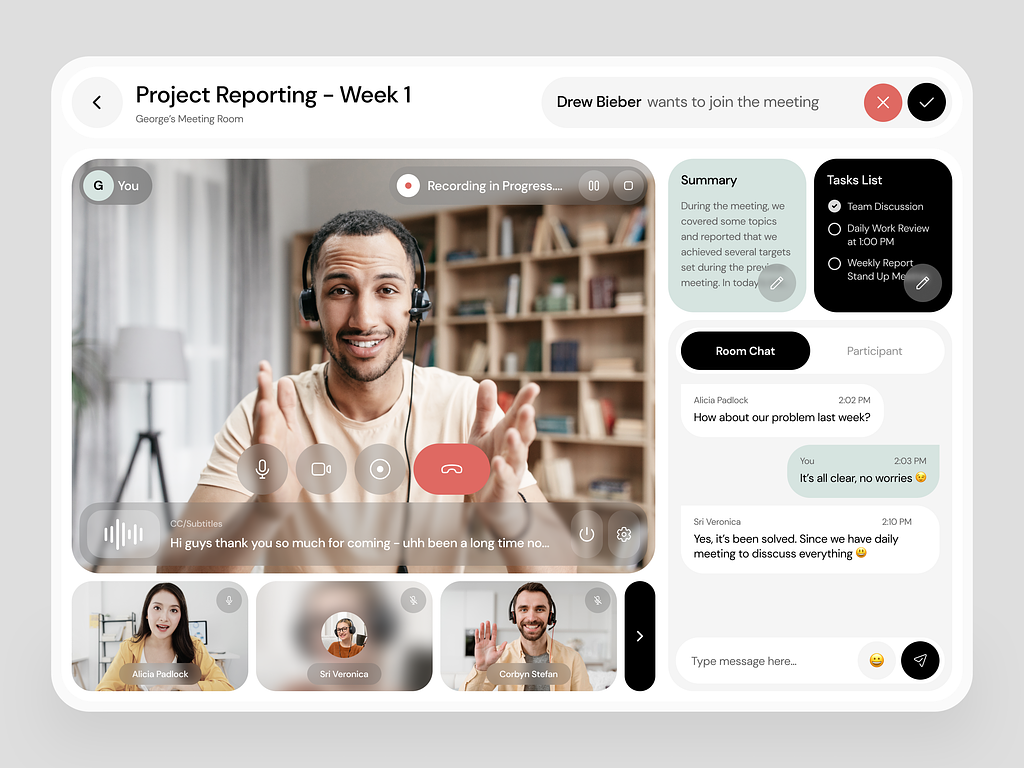 Project Reporting - Week 1
George's Meeting Room
Drew Bieber wants to join the meeting
G You
Recording in Progress....
CC/Subtitles
Hi guys thank you so much for coming - uhh been a long time no...
Alicia Padlock
Sri Veronica
Corbyn Stefan
Summary
During the meeting, we
covered some topics
and reported that we
achieved several targets
set during the
meeting. In today
Tasks List
Team Discussion
Daily Work Review
at 1:00 PM
Weekly Report
Stand Up
Room Chat
Participant
Alicia Padlock 2:02 PM
How about our problem last week?
You 2:03 PM
It's all clear, no worries 😉
Sri Veronica 2:10 PM
Yes, it's been solved. Since we have daily
meeting to disscuss everything 😃
Type message here...